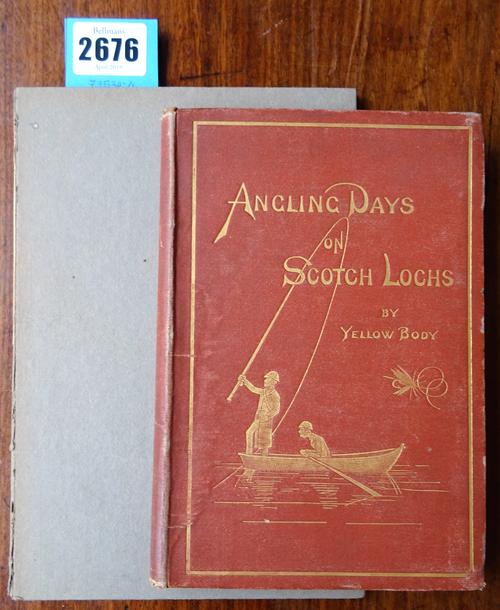 Bellmans
2676
ANGLING DAYS
ON
SCOTCH LOCHS
BY
YELLOW BODY